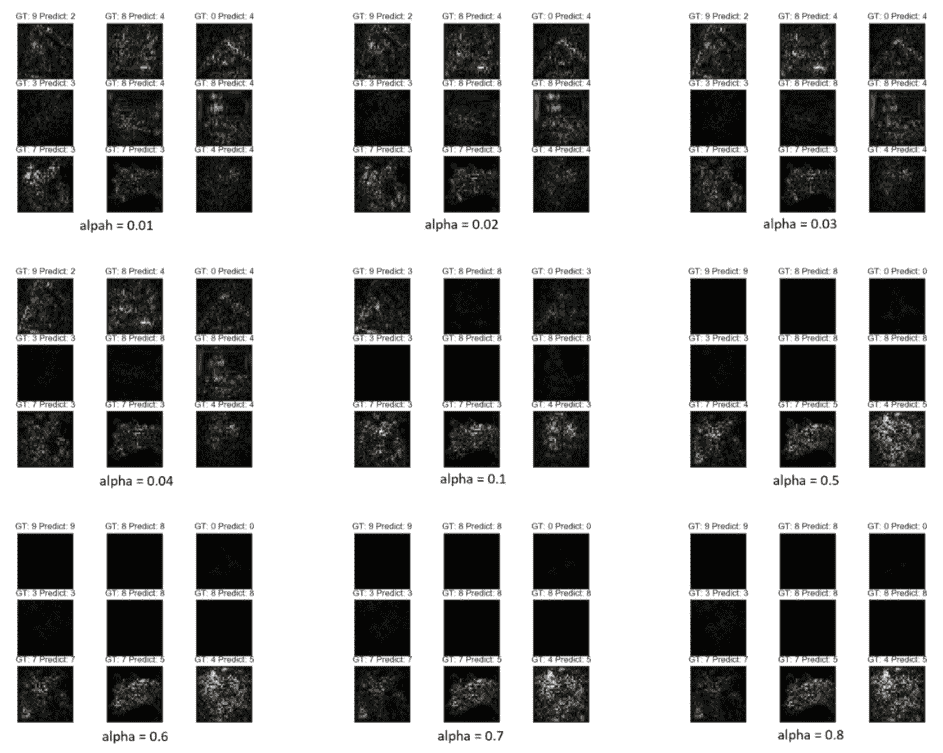 GT: 9 Predict: 2 GT: 8 Predict: 4 GT: 0 Predict: 4
GT: 3 Predict: 3 GT: 8 Predict: 4 GT: 8 Predict: 4
GT: 7 Predict: 3 GT: 7 Predict: 3 GT: 4 Predict: 4
alpah = 0.01
GT: 9 Predict: 2 GT: 8 Predict: 4 GT: 0 Predict: 4
GT: 3 Predict: 3 GT: 8 Predict: 8 GT: 8 Predict: 4
GT: 7 Predict: 3 GT: 7 Predict: 3 GT: 4 Predict: 4
alpha = 0.02
GT: 9 Predict: 2 GT: 8 Predict: 4 GT: 0 Predict: 4
GT: 3 Predict: 3 GT: 8 Predict: 8 GT: 8 Predict: 4
GT: 7 Predict: 3 GT: 7 Predict: 3 GT: 4 Predict: 4
alpha = 0.03
GT: 9 Predict: 2 GT: 8 Predict: 4 GT: 0 Predict: 4
GT: 3 Predict: 3 GT: 8 Predict: 8 GT: 8 Predict: 4
GT: 7 Predict: 3 GT: 7 Predict: 3 GT: 4 Predict: 4
alpha = 0.04
GT: 9 Predict: 3 GT: 8 Predict: 8 GT: 0 Predict: 3
GT: 3 Predict: 3 GT: 8 Predict: 8 GT: 8 Predict: 8
GT: 7 Predict: 3 GT: 7 Predict: 3 GT: 4 Predict: 3
alpha = 0.1
GT: 9 Predict: 9 GT: 8 Predict: 8 GT: 0 Predict: 0
GT: 3 Predict: 3 GT: 8 Predict: 8 GT: 8 Predict: 8
GT: 7 Predict: 4 GT: 7 Predict: 5 GT: 4 Predict: 5
alpha = 0.5
GT: 9 Predict: 9 GT: 8 Predict: 8 GT: 0 Predict: 0
GT: 3 Predict: 3 GT: 8 Predict: 8 GT: 8 Predict: 8
GT: 7 Predict: 7 GT: 7 Predict: 5 GT: 4 Predict: 5
alpha = 0.6
GT: 9 Predict: 9 GT: 8 Predict: 8 GT: 0 Predict: 0
GT: 3 Predict: 3 GT: 8 Predict: 8 GT: 8 Predict: 8
GT: 7 Predict: 7 GT: 7 Predict: 5 GT: 4 Predict: 5
alpha = 0.7
GT: 9 Predict: 9 GT: 8 Predict: 8 GT: 0 Predict: 0
GT: 3 Predict: 3 GT: 8 Predict: 8 GT: 8 Predict: 8
GT: 7 Predict: 7 GT: 7 Predict: 5 GT: 4 Predict: 5
alpha = 0.8